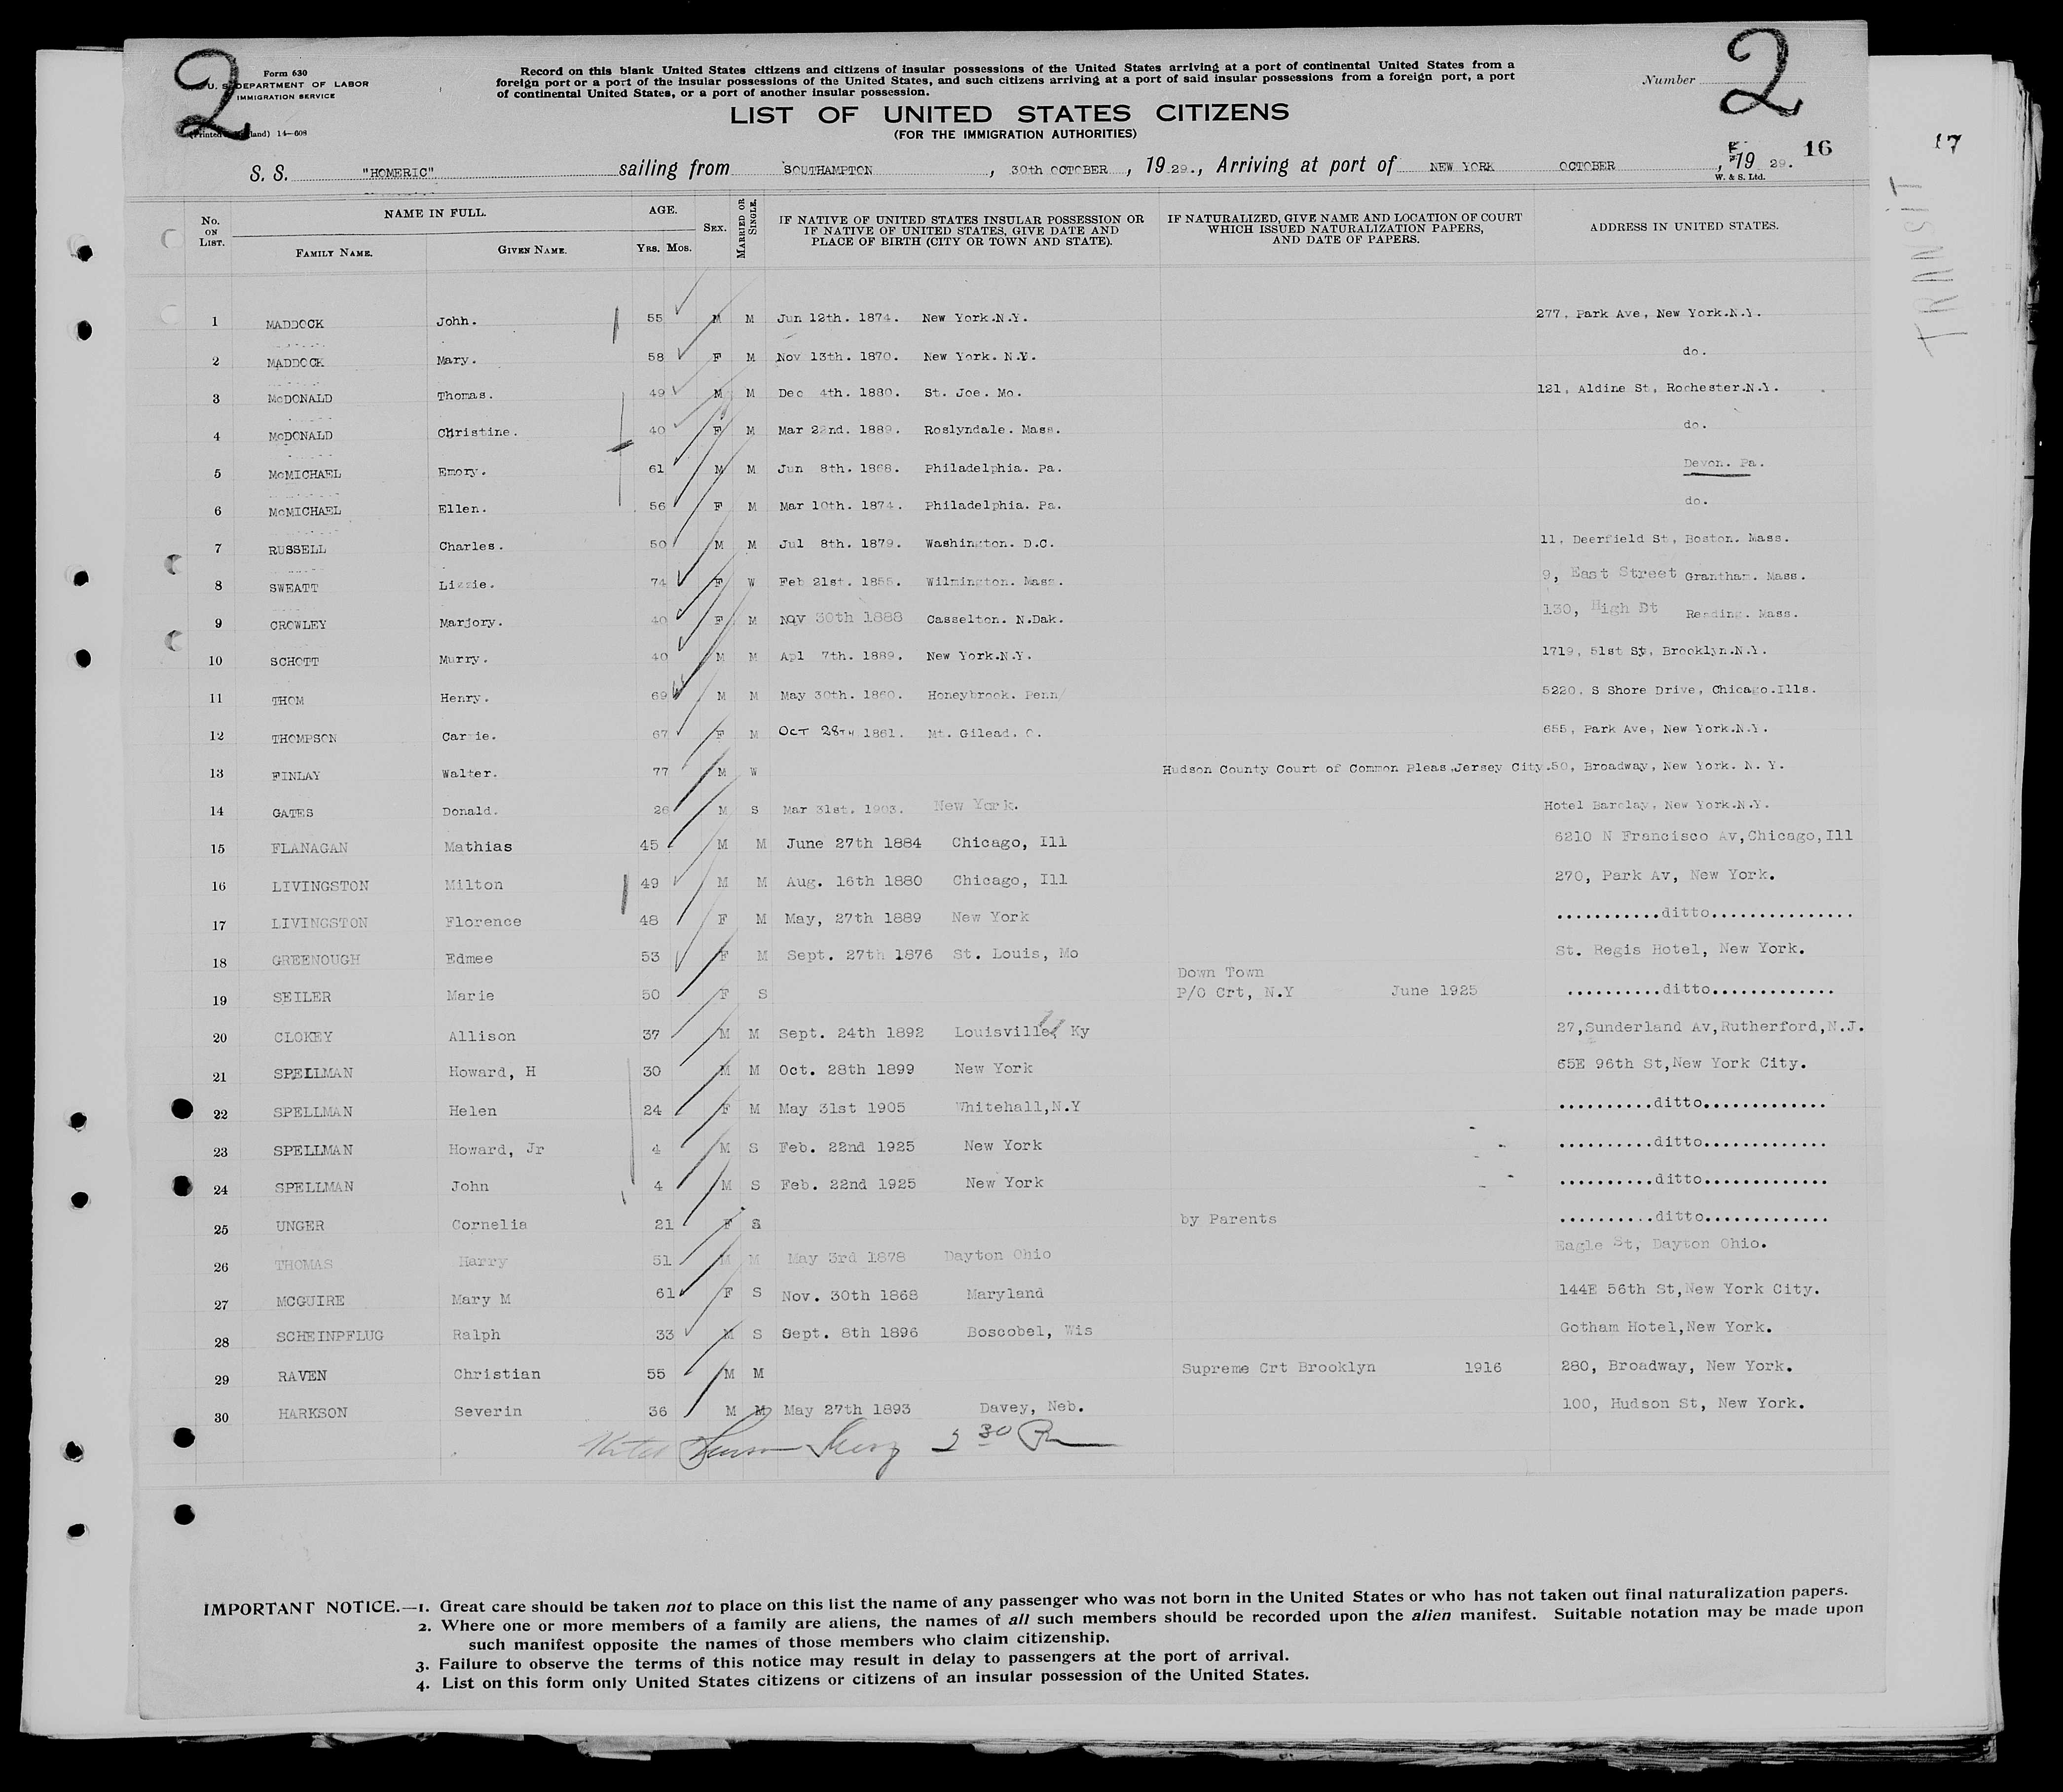 2
2
Form 630
U. S. DEPARTMENT OF LABOR
IMMIGRATION SERVICE
14—608
Record on this blank United States citizens and citizens of insular possessions of the United States arriving at a port of continental United States from a
foreign port or a port of the insular possessions of the United States, and such citizens arriving at a port of said insular possessions from a foreign port, a port
of continental United States, or a port of another insular possession.
Number
LIST OF UNITED STATES CITIZENS
(FOR THE IMMIGRATION AUTHORITIES)
16
17
TRANSIT
S. S. "HOMERIC" sailing from SOUTHAMPTON, 30th OCTOBER, 19 29., Arriving at port of NEW YORK OCTOBER, 19 29.
W. & S. Ltd.
No. ON LIST. NAME IN FULL. FAMILY NAME. GIVEN NAME. AGE. YRS. MOS. SEX. MARRIED OR SINGLE. IF NATIVE OF UNITED STATES INSULAR POSSESSION OR IF NATIVE OF UNITED STATES, GIVE DATE AND PLACE OF BIRTH (CITY OR TOWN AND STATE). IF NATURALIZED, GIVE NAME AND LOCATION OF COURT WHICH ISSUED NATURALIZATION PAPERS, AND DATE OF PAPERS. ADDRESS IN UNITED STATES.
1 MADDOCK John. 55 M M Jun 12th. 1874. New York.N.Y. 277, Park Ave, New York.N.Y.
2 MADDOCK Mary. 58 F M Nov 13th. 1870. New York. N.Y. do.
3 McDONALD Thomas. 49 M M Dec 4th. 1880. St. Joe. Mo. 121, Aldine St, Rochester.N.Y.
4 McDONALD Christine. 40 F M Mar 22nd. 1889. Roslyndale. Mass. do.
5 McMICHAEL Emory. 61 M M Jun 8th. 1868. Philadelphia. Pa. Devon. Pa.
6 McMICHAEL Ellen. 56 F M Mar 10th. 1874. Philadelphia. Pa. do.
7 RUSSELL Charles. 50 M M Jul 8th. 1879. Washington. D.C. 11, Deerfield St, Boston. Mass.
8 SWEATT Lizzie. 74 F W Feb 21st. 1855. Wilmington. Mass. 9, East Street Grantham. Mass.
9 CROWLEY Marjory. 40 F M Nov 30th 1888 Casselton. N.Dak. 130, High Dt Reading. Mass.
10 SCHOTT Murry. 40 M M Apl 7th. 1889. New York.N.Y. 1719, 51st St, Brooklyn.N.Y.
11 THOM Henry. 69 M M May 30th. 1860. Honeybrook. Penn 5220, S Shore Drive, Chicago.Ills.
12 THOMPSON Carrie. 67 F M OCT 28TH 1861. Mt. Gilead. O. 655, Park Ave, New York.N.Y.
13 FINLAY Walter. 77 M W Hudson County Court of Common Pleas.Jersey City. 50, Broadway, New York. N. Y.
14 GATES Donald. 26 M S Mar 31st. 1903. New York. Hotel Barclay, New York.N.Y.
15 FLANAGAN Mathias 45 M M June 27th 1884 Chicago, Ill 6210 N Francisco Av,Chicago,Ill
16 LIVINGSTON Milton 49 M M Aug. 16th 1880 Chicago, Ill 270, Park Av, New York.
17 LIVINGSTON Florence 48 F M May, 27th 1889 New York ...........ditto...............
18 GREENOUGH Edmee 53 F M Sept. 27th 1876 St. Louis, Mo St. Regis Hotel, New York.
19 SEILER Marie 50 F S Down Town P/O Crt, N.Y June 1925 ..........ditto.............
20 CLOKEY Allison 37 M M Sept. 24th 1892 Louisville Ky 27,Sunderland Av,Rutherford,N.J.
21 SPELLMAN Howard, H 30 M M Oct. 28th 1899 New York 65E 96th St,New York City.
22 SPELLMAN Helen 24 F M May 31st 1905 Whitehall,N.Y ..........ditto.............
23 SPELLMAN Howard, Jr 4 M S Feb. 22nd 1925 New York ..........ditto.............
24 SPELLMAN John 4 M S Feb. 22nd 1925 New York ..........ditto.............
25 UNGER Cornelia 21 F S by Parents ..........ditto.............
26 THOMAS Harry 51 M M May 3rd 1878 Dayton Ohio Eagle St, Dayton Ohio.
27 MCGUIRE Mary M 61 F S Nov. 30th 1868 Maryland 144E 56th St,New York City.
28 SCHEINPFLUG Ralph 33 M S Sept. 8th 1896 Boscobel, Wis Gotham Hotel,New York.
29 RAVEN Christian 55 M M Supreme Crt Brooklyn 1916 280, Broadway, New York.
30 HARKSON Severin 36 M M May 27th 1893 Davey, Neb. 100, Hudson St, New York.
2 30
IMPORTANT NOTICE.—1. Great care should be taken not to place on this list the name of any passenger who was not born in the United States or who has not taken out final naturalization papers.
2. Where one or more members of a family are aliens, the names of all such members should be recorded upon the alien manifest. Suitable notation may be made upon
such manifest opposite the names of those members who claim citizenship.
3. Failure to observe the terms of this notice may result in delay to passengers at the port of arrival.
4. List on this form only United States citizens or citizens of an insular possession of the United States.